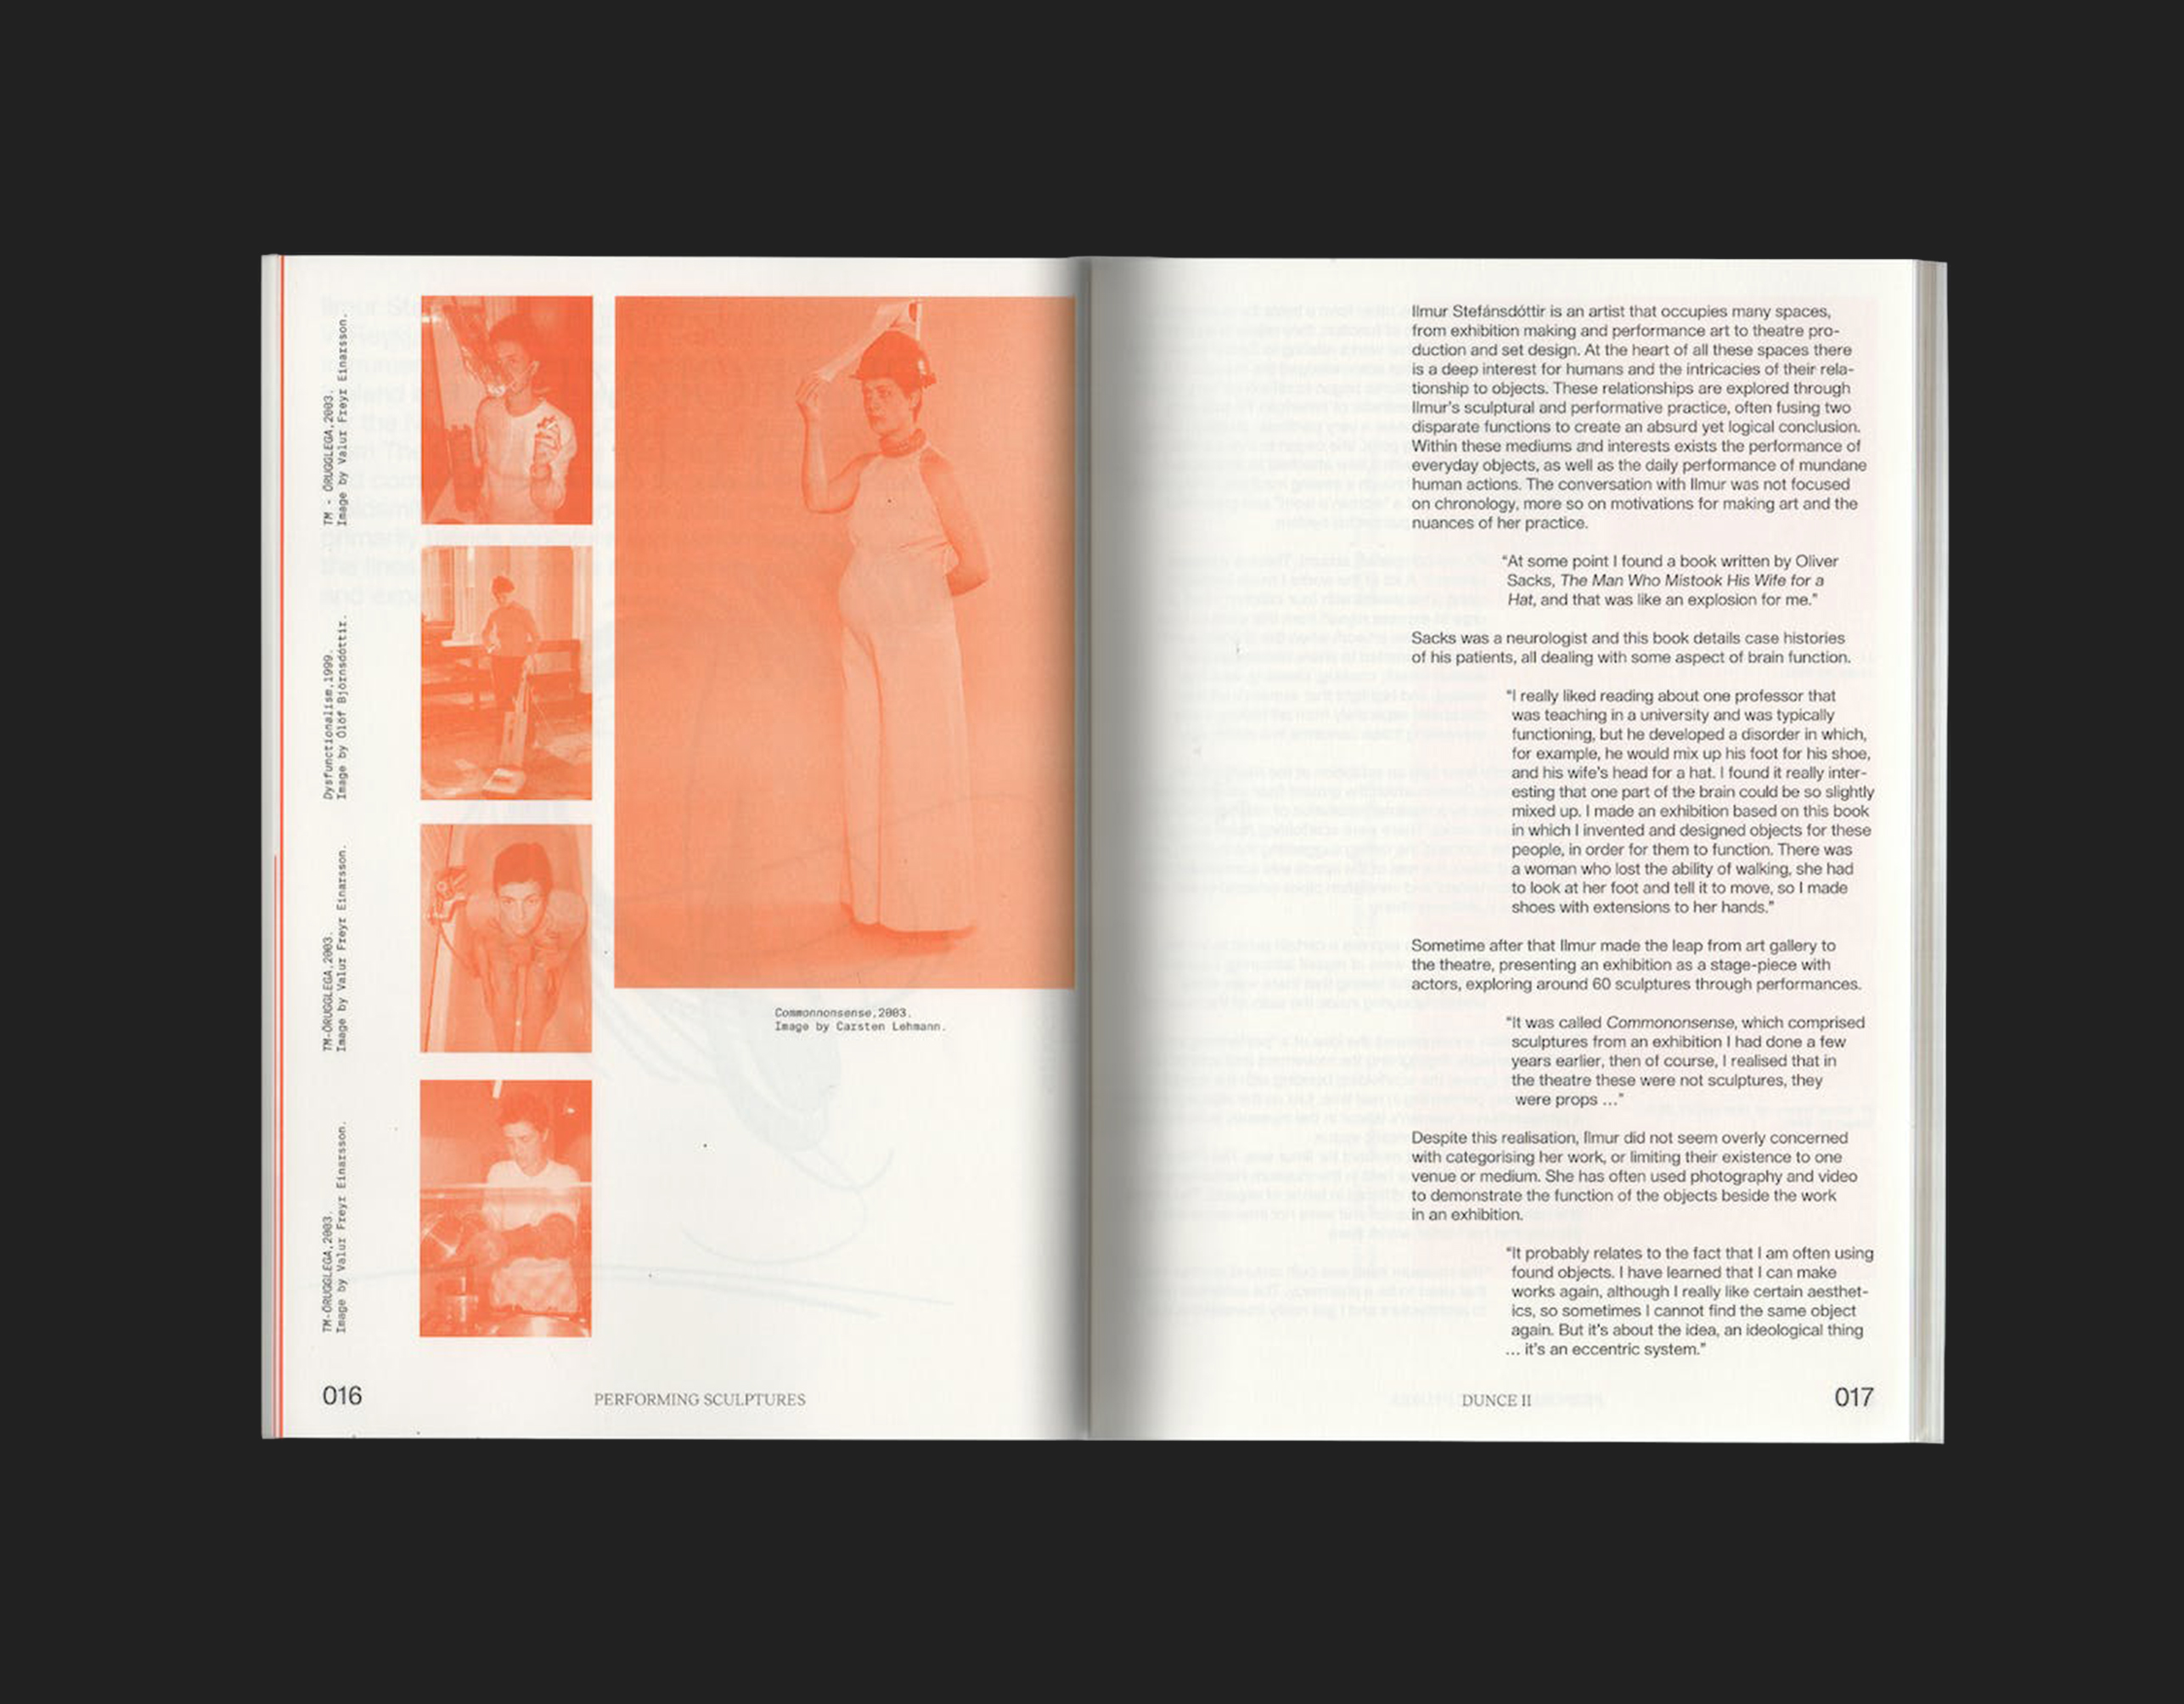 TM - ÖRUGGLEGA,2003.
Image by Valur Freyr Einarsson.
Dysfunctionalism,1999.
Image by Ólöf Björnsdóttir.
TM-ÖRUGGLEGA,2003.
Image by Valur Freyr Einarsson.
TM-ÖRUGGLEGA,2003.
Image by Valur Freyr Einarsson.
Commonnonsense,2003.
Image by Carsten Lehmann.
016
PERFORMING SCULPTURES
Ilmur Stefánsdóttir is an artist that occupies many spaces,
from exhibition making and performance art to theatre pro-
duction and set design. At the heart of all these spaces there
is a deep interest for humans and the intricacies of their rela-
tionship to objects. These relationships are explored through
Ilmur's sculptural and performative practice, often fusing two
disparate functions to create an absurd yet logical conclusion.
Within these mediums and interests exists the performance of
everyday objects, as well as the daily performance of mundane
human actions. The conversation with Ilmur was not focused
on chronology, more so on motivations for making art and the
nuances of her practice.
“At some point I found a book written by Oliver
Sacks, The Man Who Mistook His Wife for a
Hat, and that was like an explosion for me.”
Sacks was a neurologist and this book details case histories
of his patients, all dealing with some aspect of brain function.
“I really liked reading about one professor that
was teaching in a university and was typically
functioning, but he developed a disorder in which,
for example, he would mix up his foot for his shoe,
and his wife's head for a hat. I found it really inter-
esting that one part of the brain could be so slightly
mixed up. I made an exhibition based on this book
in which I invented and designed objects for these
people, in order for them to function. There was
a woman who lost the ability of walking, she had
to look at her foot and tell it to move, so I made
shoes with extensions to her hands.”
Sometime after that Ilmur made the leap from art gallery to
the theatre, presenting an exhibition as a stage-piece with
actors, exploring around 60 sculptures through performances.
“It was called Commononsense, which comprised
sculptures from an exhibition I had done a few
years earlier, then of course, I realised that in
the theatre these were not sculptures, they
were props ...”
Despite this realisation, Ilmur did not seem overly concerned
with categorising her work, or limiting their existence to one
venue or medium. She has often used photography and video
to demonstrate the function of the objects beside the work
in an exhibition.
“It probably relates to the fact that I am often using
found objects. I have learned that I can make
works again, although I really like certain aesthet-
ics, so sometimes I cannot find the same object
again. But it's about the idea, an ideological thing
... it's an eccentric system.”
DUNCE II
017